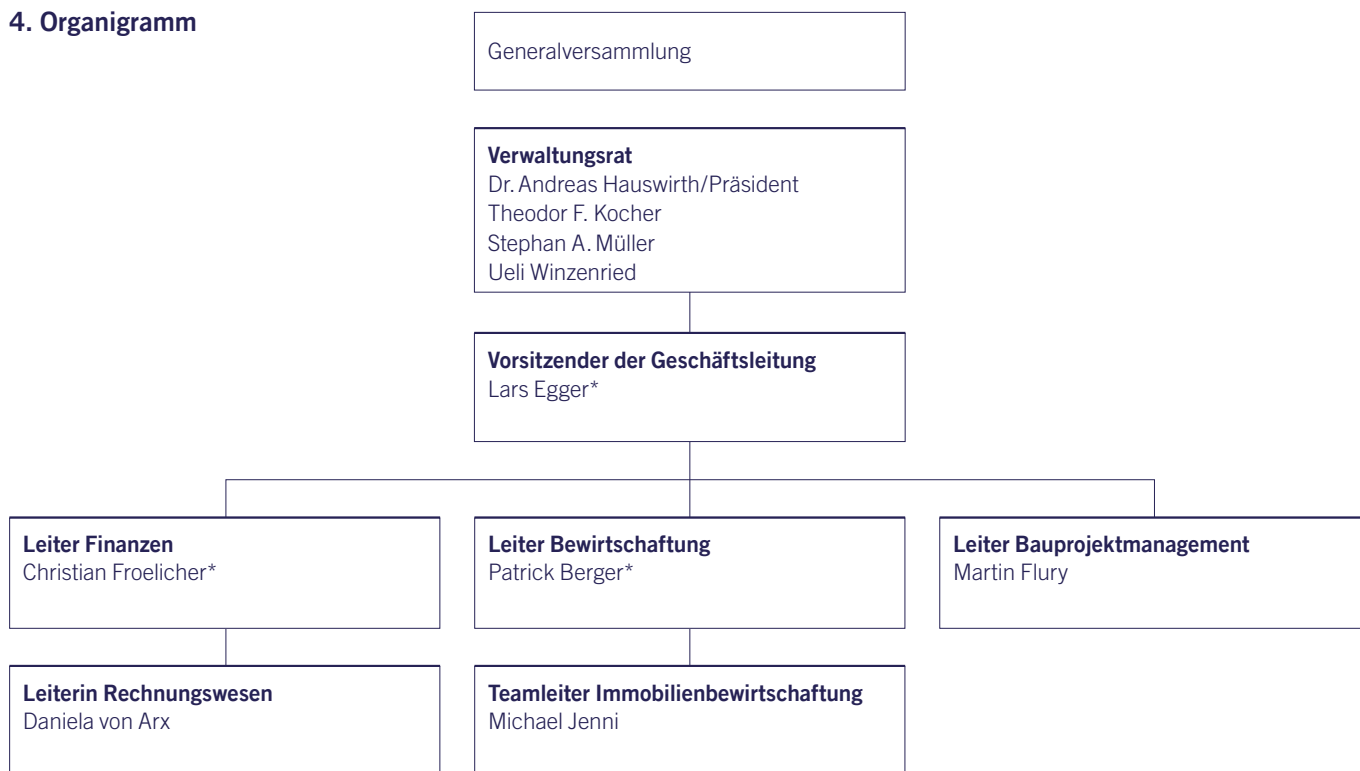 4. Organigramm
Generalversammlung
Verwaltungsrat
Dr. Andreas Hauswirth/Präsident
Theodor F. Kocher
Stephan A. Müller
Ueli Winzenried
Vorsitzender der Geschäftsleitung
Lars Egger*
Leiter Finanzen
Christian Froelicher*
Leiter Bewirtschaftung
Patrick Berger*
Leiter Bauprojektmanagement
Martin Flury
Leiterin Rechnungswesen
Daniela von Arx
Teamleiter Immobilienbewirtschaftung
Michael Jenni